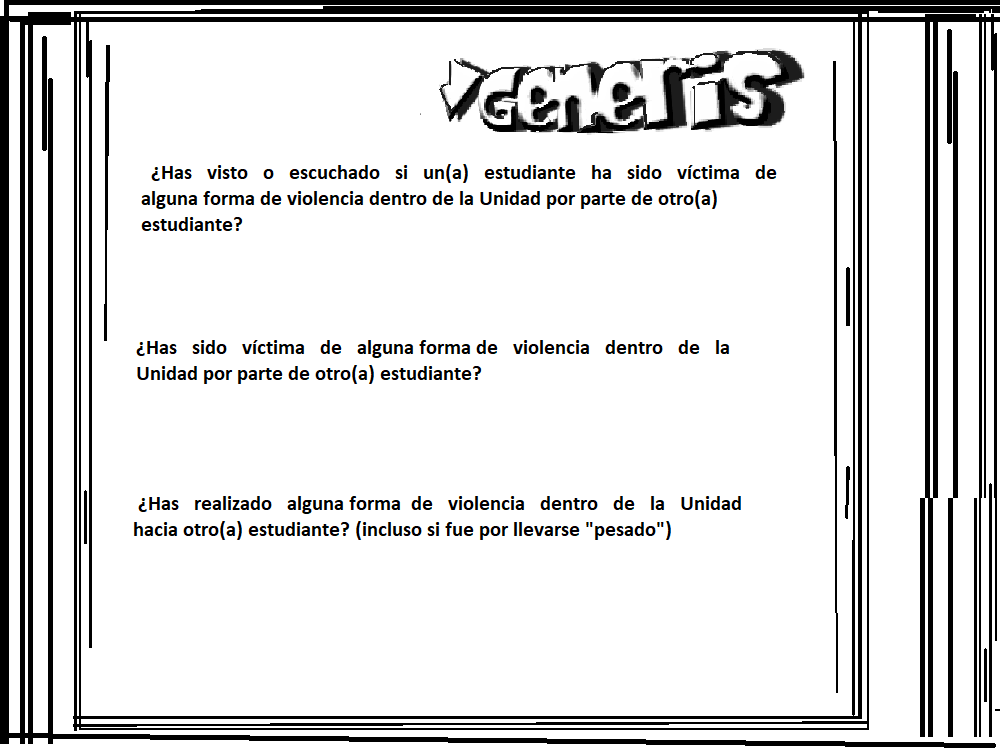 Generis
¿Has visto o escuchado si un(a) estudiante ha sido víctima de
alguna forma de violencia dentro de la Unidad por parte de otro(a)
estudiante?
¿Has sido víctima de alguna forma de violencia dentro de la
Unidad por parte de otro(a) estudiante?
¿Has realizado alguna forma de violencia dentro de la Unidad
hacia otro(a) estudiante? (incluso si fue por llevarse "pesado")